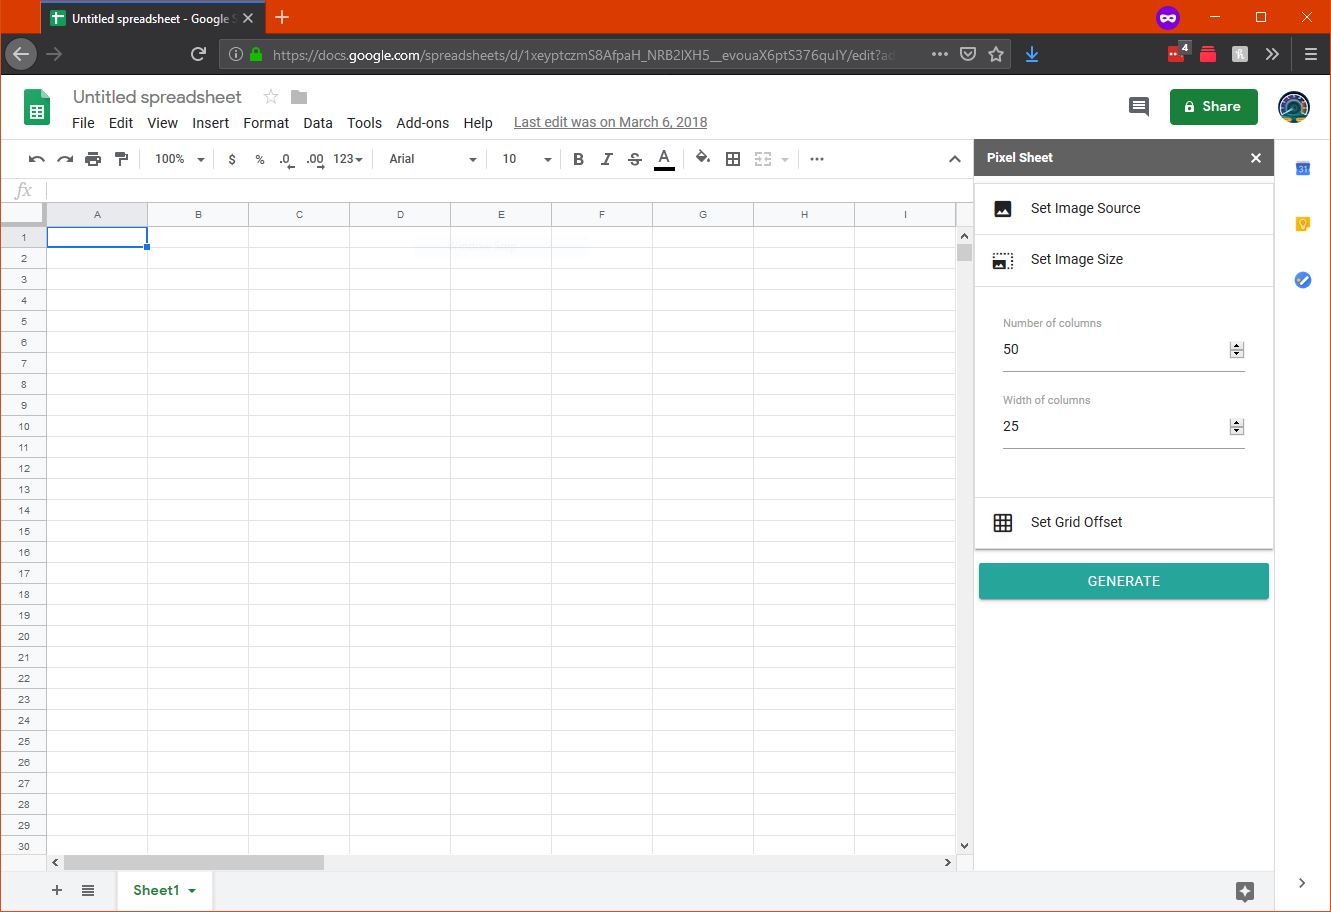 Untitled spreadsheet - Google S
https://docs.google.com/spreadsheets/d/1xeyptczmS8AfpaH_NRB2lXH5__evouaX6ptS376quIY/edit?ad
4
Untitled spreadsheet
File Edit View Insert Format Data Tools Add-ons Help Last edit was on March 6, 2018
Share
100% $ % .0 .00 123 Arial 10 B I S A
Pixel Sheet
31
fx
A B C D E F G H I
1
2
3
4
5
6
7
8
9
10
11
12
13
14
15
16
17
18
19
20
21
22
23
24
25
26
27
28
29
30
Set Image Source
Set Image Size
Number of columns
50
Width of columns
25
Set Grid Offset
GENERATE
Sheet1